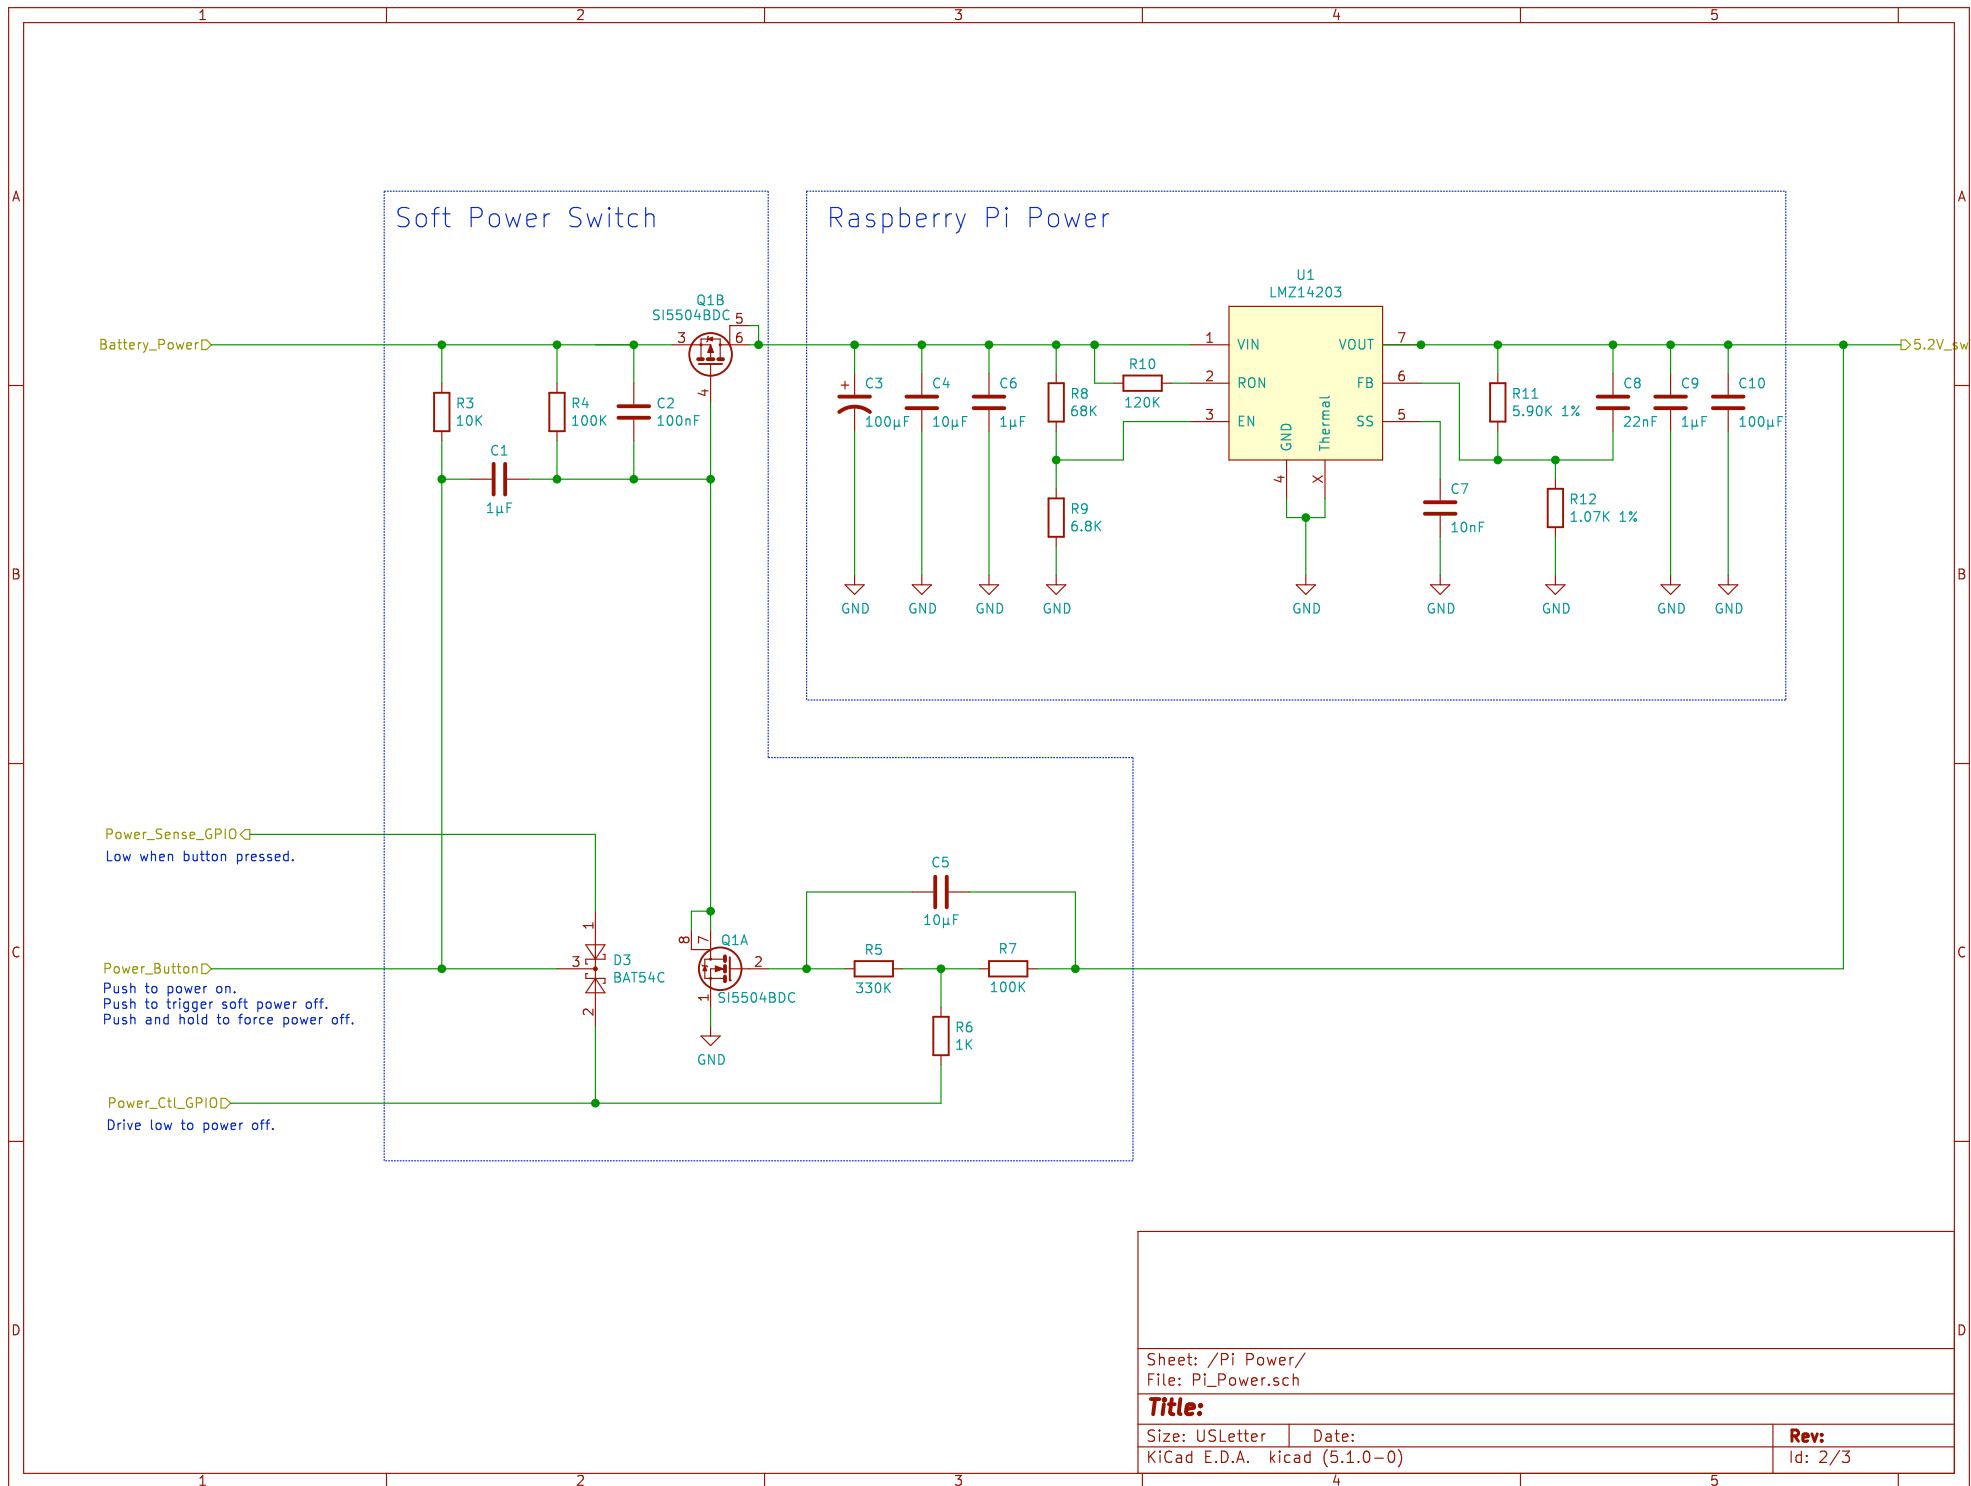 1 2 3 4 5
A A
Soft Power Switch
Raspberry Pi Power
U1
LMZ14203
Q1B
SI5504BDC
5
3
6
4
Battery_Power
1
VIN
VOUT
7
5.2V_sw
R10
120K
2
RON
FB
6
3
EN
SS
5
GND
Thermal
4
X
R3
10K
R4
100K
C2
100nF
C1
1µF
C3
+
100µF
C4
10µF
C6
1µF
R8
68K
R9
6.8K
R11
5.90K 1%
C8
22nF
C9
1µF
C10
100µF
C7
10nF
R12
1.07K 1%
B B
GND GND GND GND GND GND GND GND GND
Power_Sense_GPIO
Low when button pressed.
C5
10µF
1
8
7
Q1A
2
SI5504BDC
1
GND
C C
Power_Button
Push to power on.
Push to trigger soft power off.
Push and hold to force power off.
3
D3
BAT54C
2
R5
330K
R7
100K
R6
1K
Power_Ctl_GPIO
Drive low to power off.
D D
Sheet: /Pi Power/
File: Pi_Power.sch
Title:
Size: USLetter Date: Rev:
KiCad E.D.A. kicad (5.1.0-0) Id: 2/3
1 2 3 4 5